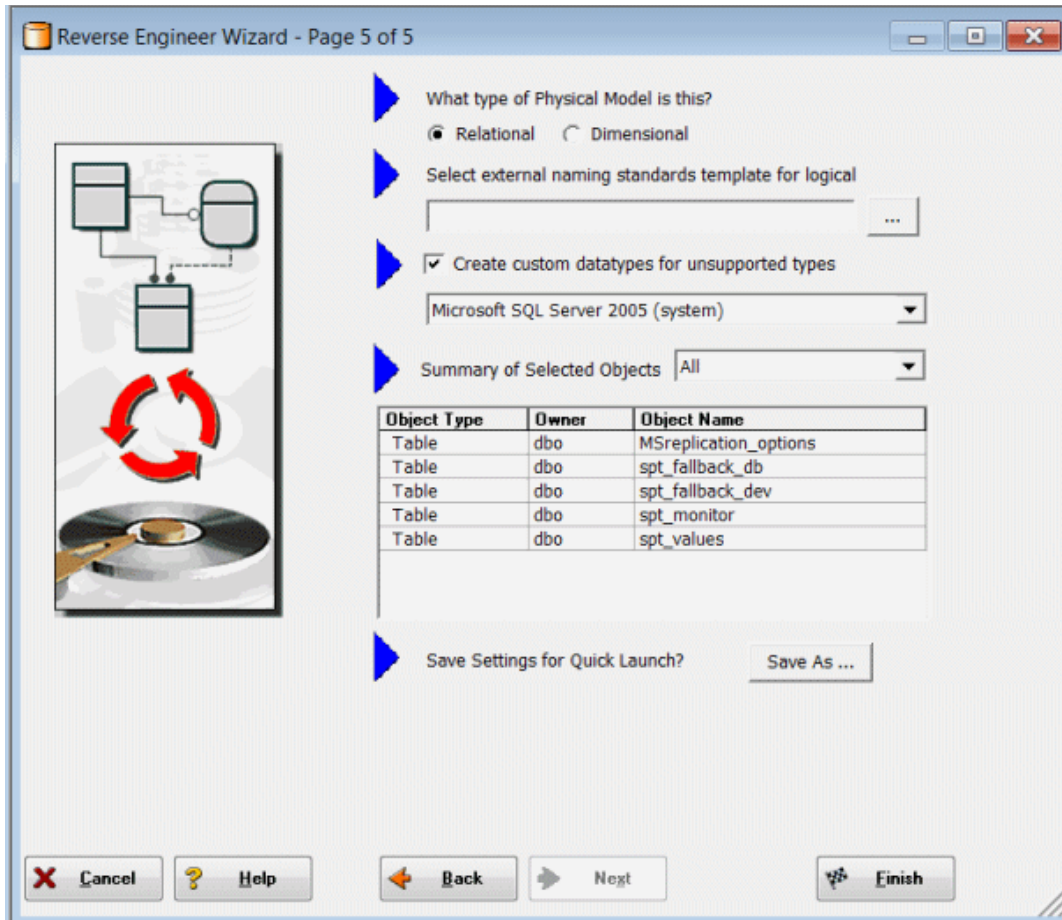 Reverse Engineer Wizard - Page 5 of 5
What type of Physical Model is this?
Relational Dimensional
Select external naming standards template for logical
...
Create custom datatypes for unsupported types
Microsoft SQL Server 2005 (system)
Summary of Selected Objects All
Object Type Owner Object Name
Table dbo MSreplication_options
Table dbo spt_fallback_db
Table dbo spt_fallback_dev
Table dbo spt_monitor
Table dbo spt_values
Save Settings for Quick Launch? Save As ...
Cancel Help Back Next Finish